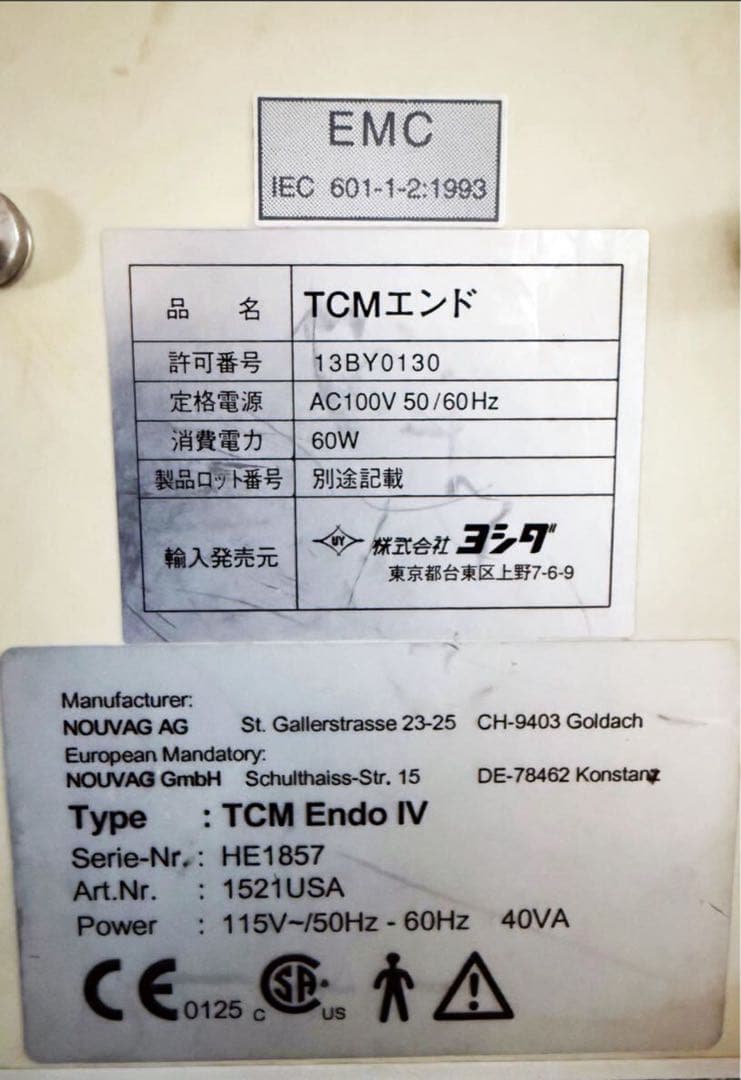 EMC
IEC 601-1-2:1993
品 名 TCMエンド
許可番号 13BY0130
定格電源 AC100V 50/60Hz
消費電力 60W
製品ロット番号 別途記載
輸入発売元 UY 株式会社 ヨシダ
東京都台東区上野7-6-9
Manufacturer:
NOUVAG AG St. Gallerstrasse 23-25 CH-9403 Goldach
European Mandatory:
NOUVAG GmbH Schulthaiss-Str. 15 DE-78462 Konstanz
Type : TCM Endo IV
Serie-Nr. : HE1857
Art.Nr. : 1521USA
Power : 115V~/50Hz - 60Hz 40VA
CE 0125 C SA US